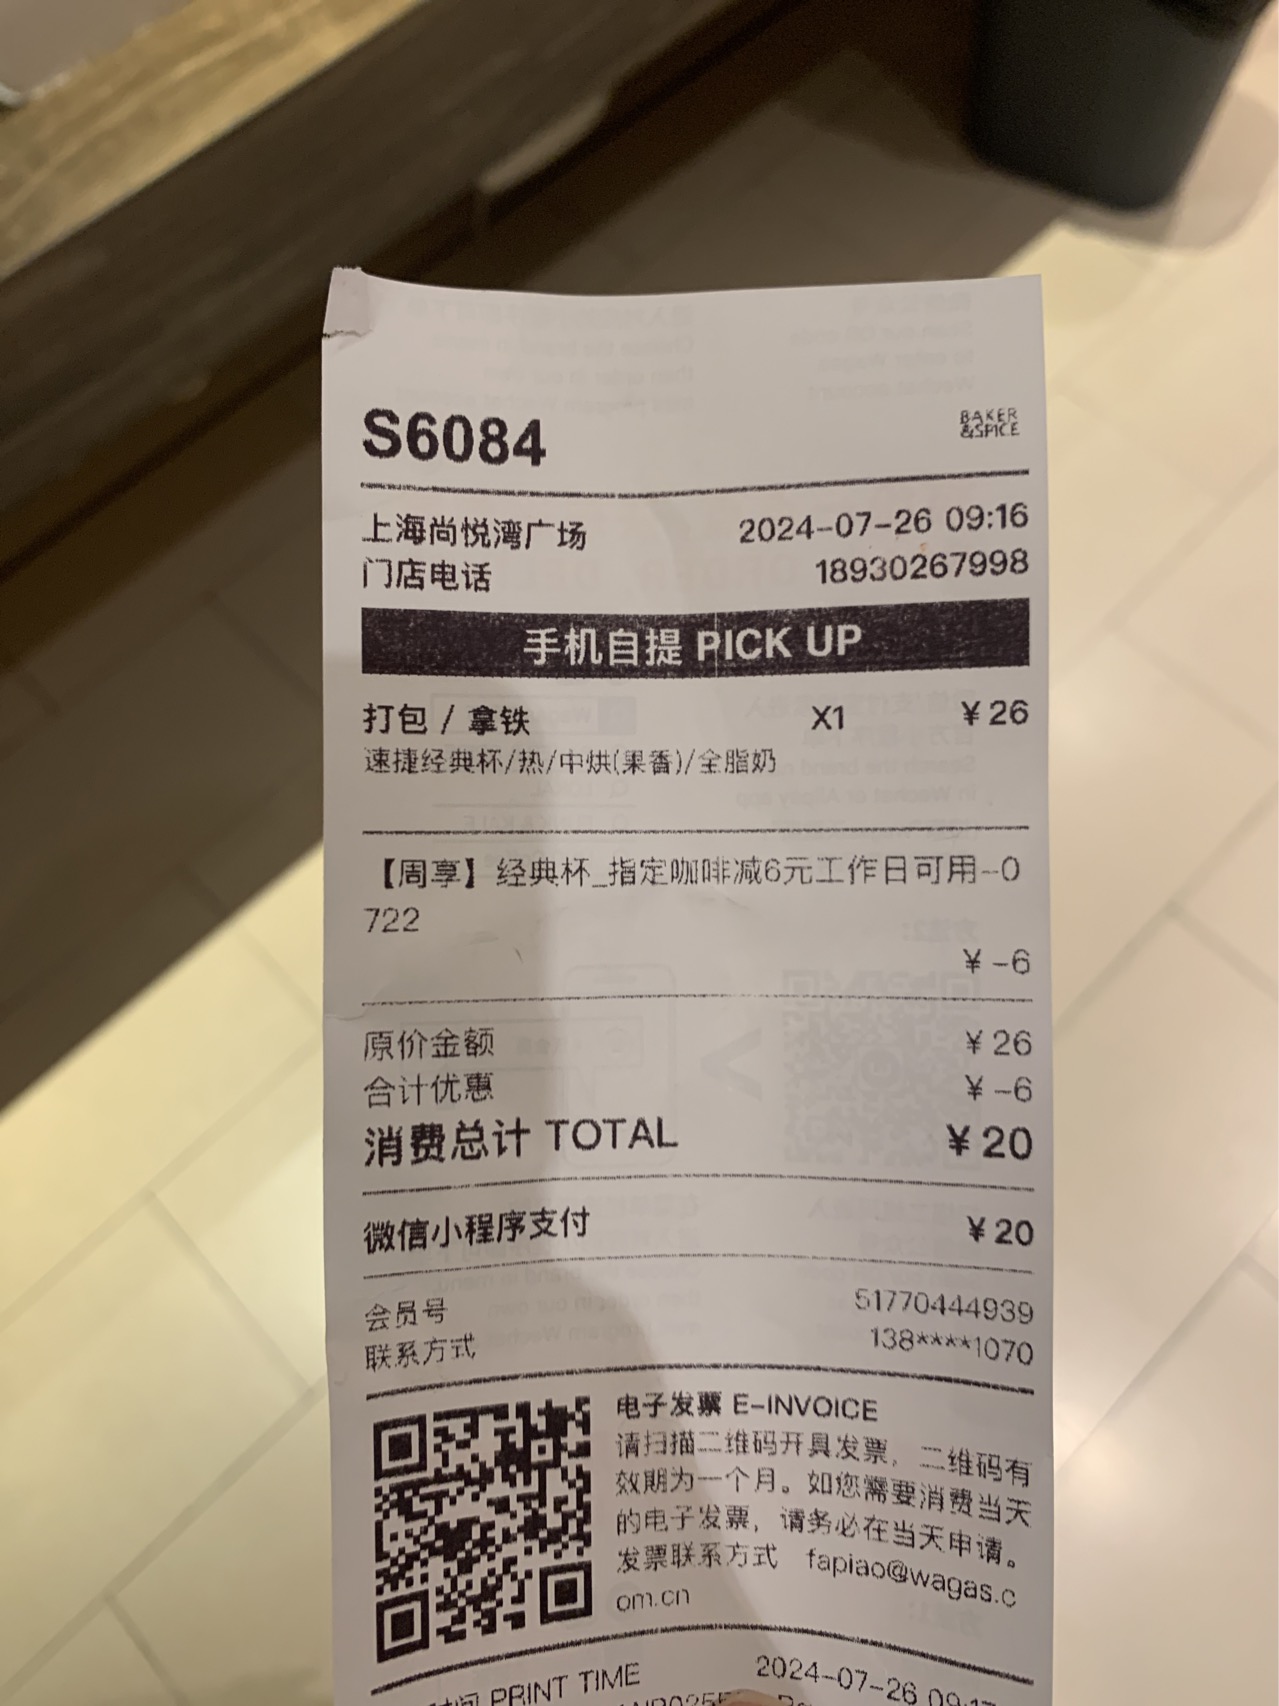 S6084
BAKER
&SPICE
上海尚悦湾广场 2024-07-26 09:16
门店电话 18930267998
手机自提 PICK UP
打包 / 拿铁 X1 ¥26
速捷经典杯/热/中烘(果香)/全脂奶
【周享】经典杯_指定咖啡减6元工作日可用--0
722
¥ -6
原价金额 ¥ 26
合计优惠 ¥ -6
消费总计 TOTAL ¥20
微信小程序支付 ¥20
会员号 51770444939
联系方式 138****1070
电子发票 E-INVOICE
请扫描二维码开具发票，二维码有
效期为一个月。如您需要消费当天
的电子发票，请务必在当天申请。
发票联系方式 fapiao@wagas.c
om.cn
PRINT TIME 2024-07-26